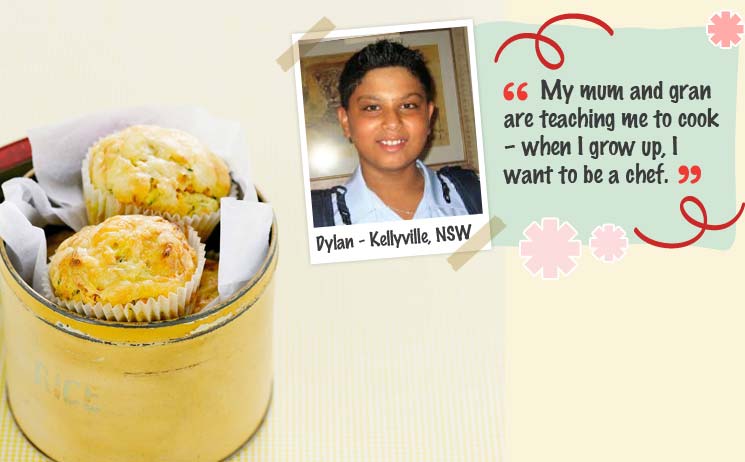 “ My mum and gran
are teaching me to cook
– when I grow up, I
want to be a chef. ”
Dylan - Kellyville, NSW
RICE